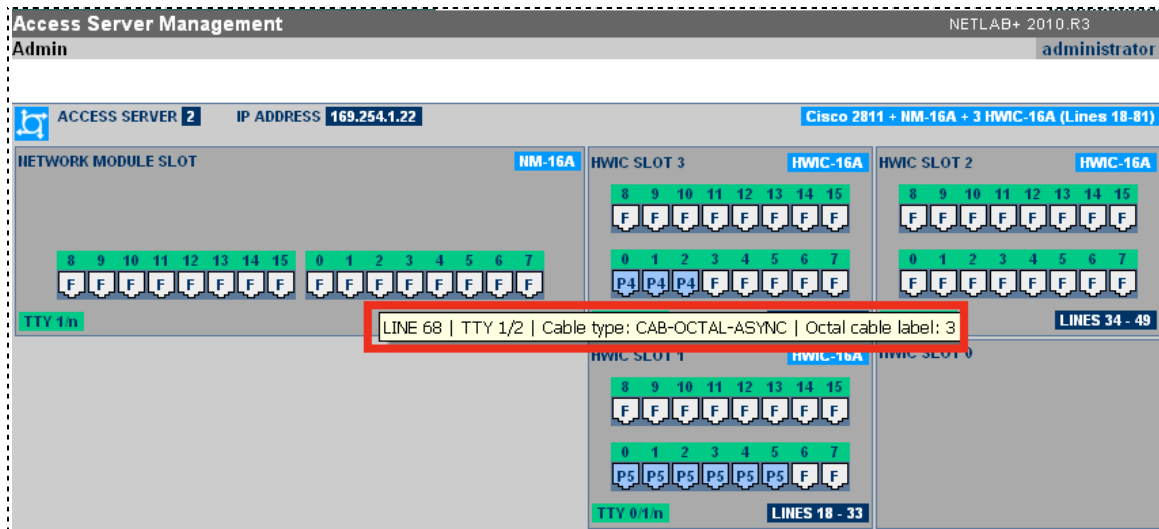 Access Server Management NETLAB+ 2010.R3
Admin administrator
ACCESS SERVER 2 IP ADDRESS 169.254.1.22 Cisco 2811 + NM-16A + 3 HWIC-16A (Lines 18-81)
NETWORK MODULE SLOT NM-16A
8 9 10 11 12 13 14 15 0 1 2 3 4 5 6 7
F F F F F F F F F F F F F F F F
TTY 1/n
HWIC SLOT 3 HWIC-16A
8 9 10 11 12 13 14 15
F F F F F F F F
0 1 2 3 4 5 6 7
P4 P4 P4 F F F F F
HWIC SLOT 2 HWIC-16A
8 9 10 11 12 13 14 15
F F F F F F F F
0 1 2 3 4 5 6 7
F F F F F F F F
LINES 34 - 49
LINE 68 | TTY 1/2 | Cable type: CAB-OCTAL-ASYNC | Octal cable label: 3
HWIC SLOT 1 HWIC-16A
8 9 10 11 12 13 14 15
F F F F F F F F
0 1 2 3 4 5 6 7
P5 P5 P5 P5 P5 P5 F F
TTY 0/1/n LINES 18 - 33
HWIC SLOT 0